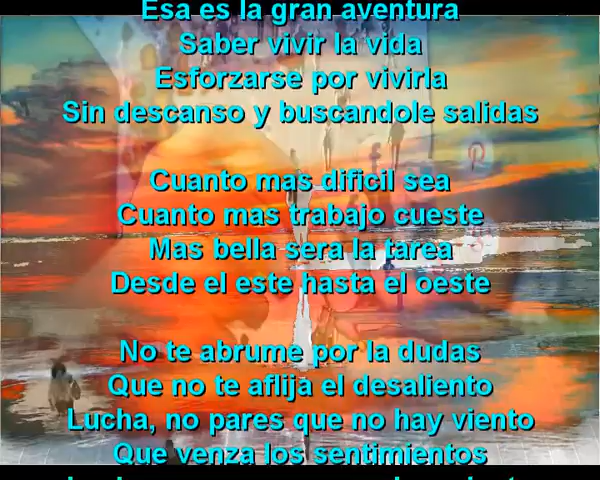 Esa es la gran aventura
Saber vivir la vida
Esforzarse por vivirla
Sin descanso y buscandole salidas
Cuanto mas dificil sea
Cuanto mas trabajo cueste
Mas bella sera la tarea
Desde el este hasta el oeste
No te abrume por la dudas
Que no te aflija el desaliento
Lucha, no pares que no hay viento
Que venza los sentimientos